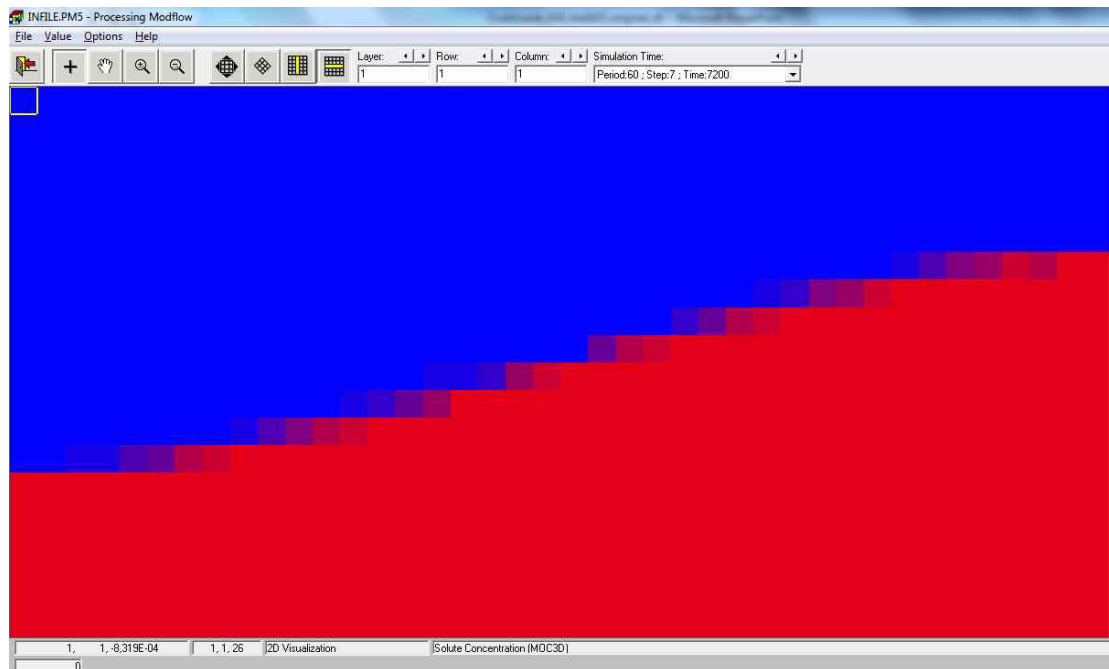 INFILE.PM5 - Processing Modflow
File Value Options Help
Layer: Row: Column: Simulation Time:
1 1 1 Period:60 ; Step:7 ; Time:7200
1, 1, -8,319E-04 1, 1, 26 2D Visualization Solute Concentration (MOC3D)
0